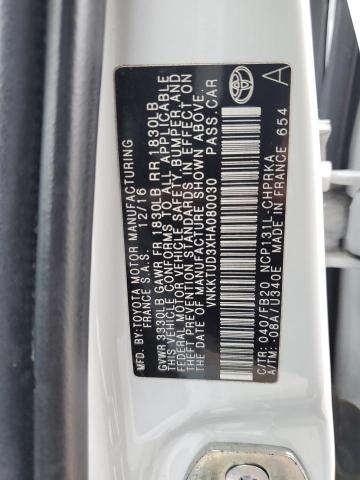 MFD. BY: TOYOTA MOTOR MANUFACTURING
FRANCE S.A.S. 12/16
GVWR 3330LB GAWR FR 1830LB RR 1830LB
THIS VEHICLE CONFORMS TO ALL APPLICABLE
FEDERAL MOTOR VEHICLE SAFETY, BUMPER AND
THEFT PREVENTION STANDARDS IN EFFECT ON
THE DATE OF MANUFACTURE SHOWN ABOVE.
VNKKTUD3XHA080030 PASS.CAR
C/TR: 040/FB20 NCP131L-CHPRKA
A/TM: -08A/U340E MADE IN FRANCE 654
A